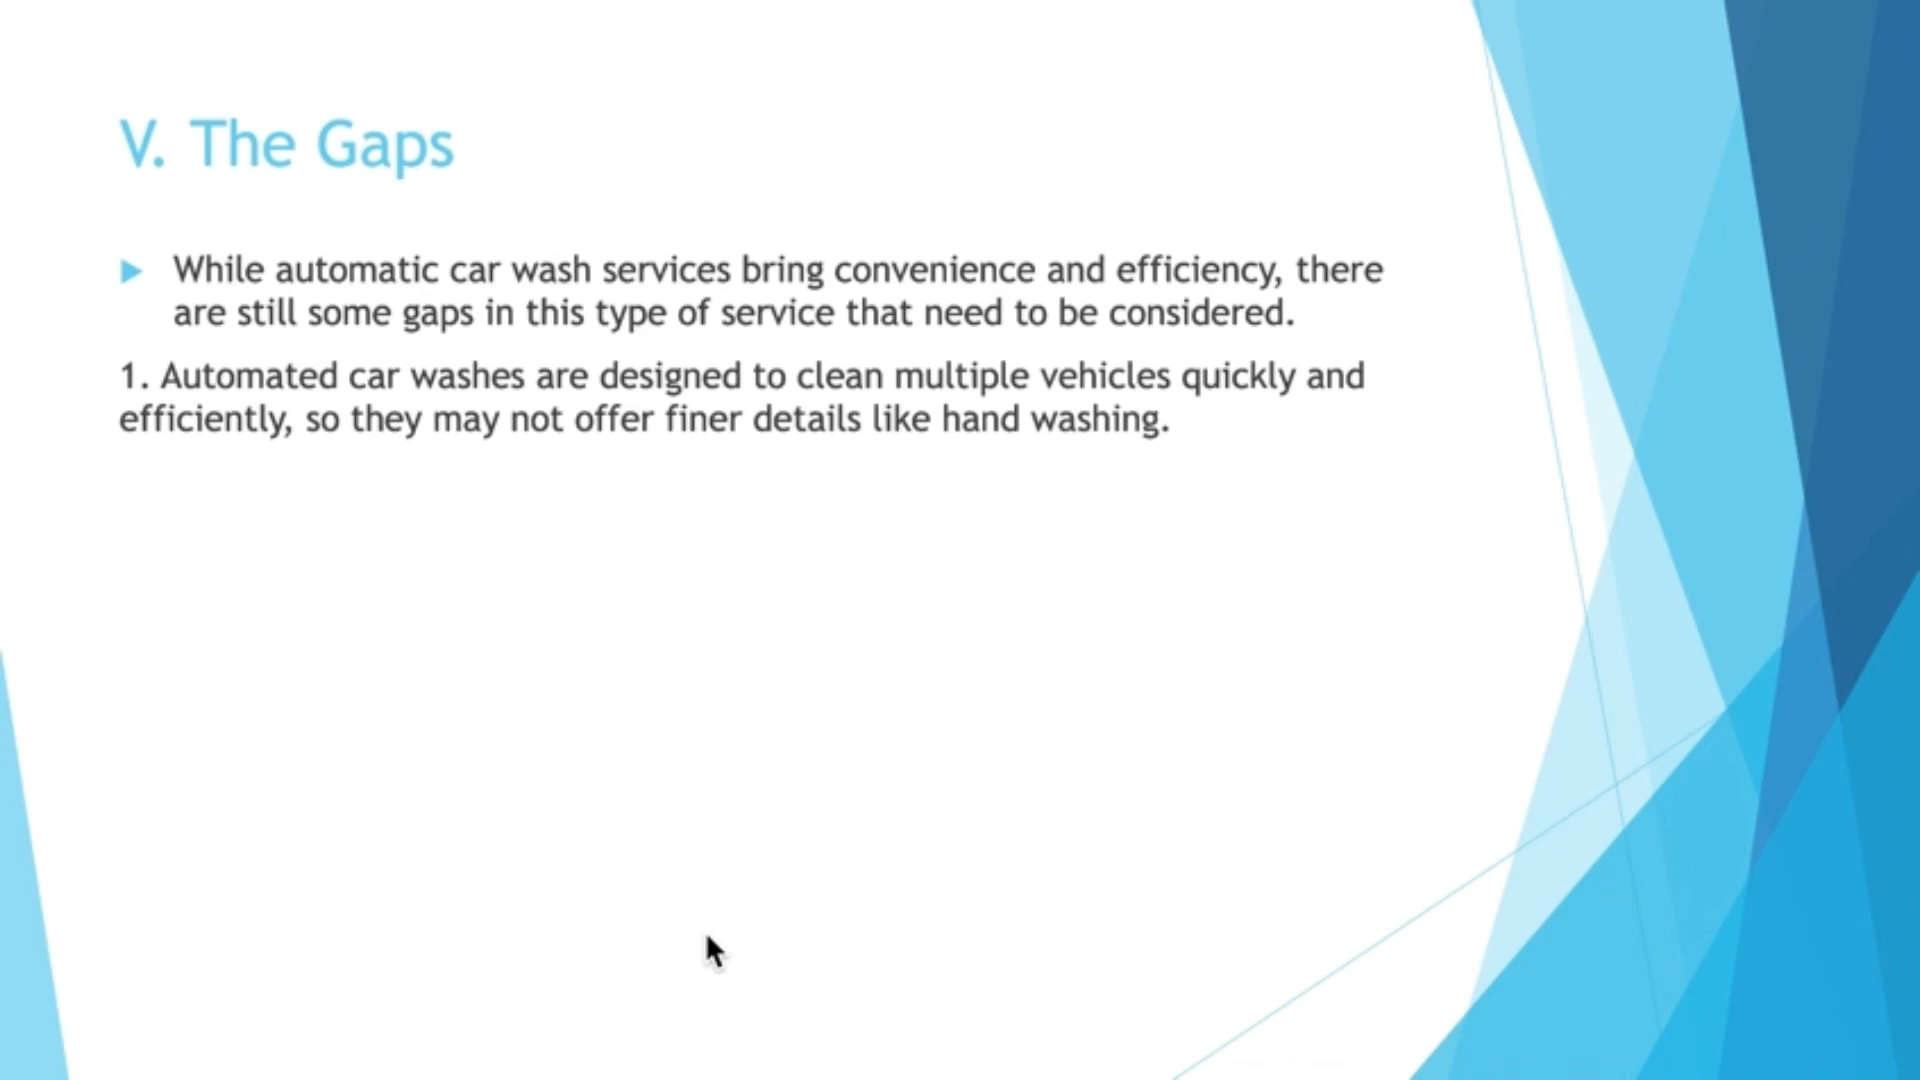 V. The Gaps
While automatic car wash services bring convenience and efficiency, there
are still some gaps in this type of service that need to be considered.
1. Automated car washes are designed to clean multiple vehicles quickly and
efficiently, so they may not offer finer details like hand washing.